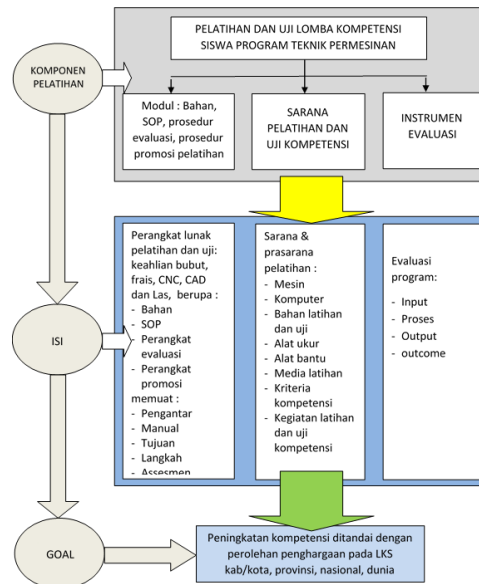 PELATIHAN DAN UJI LOMBA KOMPETENSI
SISWA PROGRAM TEKNIK PERMESINAN
KOMPONEN
PELATIHAN
Modul : Bahan,
SOP, prosedur
evaluasi, prosedur
promosi pelatihan
SARANA
PELATIHAN DAN
UJI KOMPETENSI
INSTRUMEN
EVALUASI
ISI
Perangkat lunak
pelatihan dan uji:
keahlian bubut,
frais, CNC, CAD
dan Las, berupa :
- Bahan
- SOP
- Perangkat
evaluasi
- Perangkat
promosi
memuat :
- Pengantar
- Manual
- Tujuan
- Langkah
- Assesmen
Sarana &
prasarana
pelatihan :
- Mesin
- Komputer
- Bahan latihan
dan uji
- Alat ukur
- Alat bantu
- Media latihan
- Kriteria
kompetensi
- Kegiatan latihan
dan uji
kompetensi
Evaluasi
program:
- Input
- Proses
- Output
- outcome
GOAL
Peningkatan kompetensi ditandai dengan
perolehan penghargaan pada LKS
kab/kota, provinsi, nasional, dunia